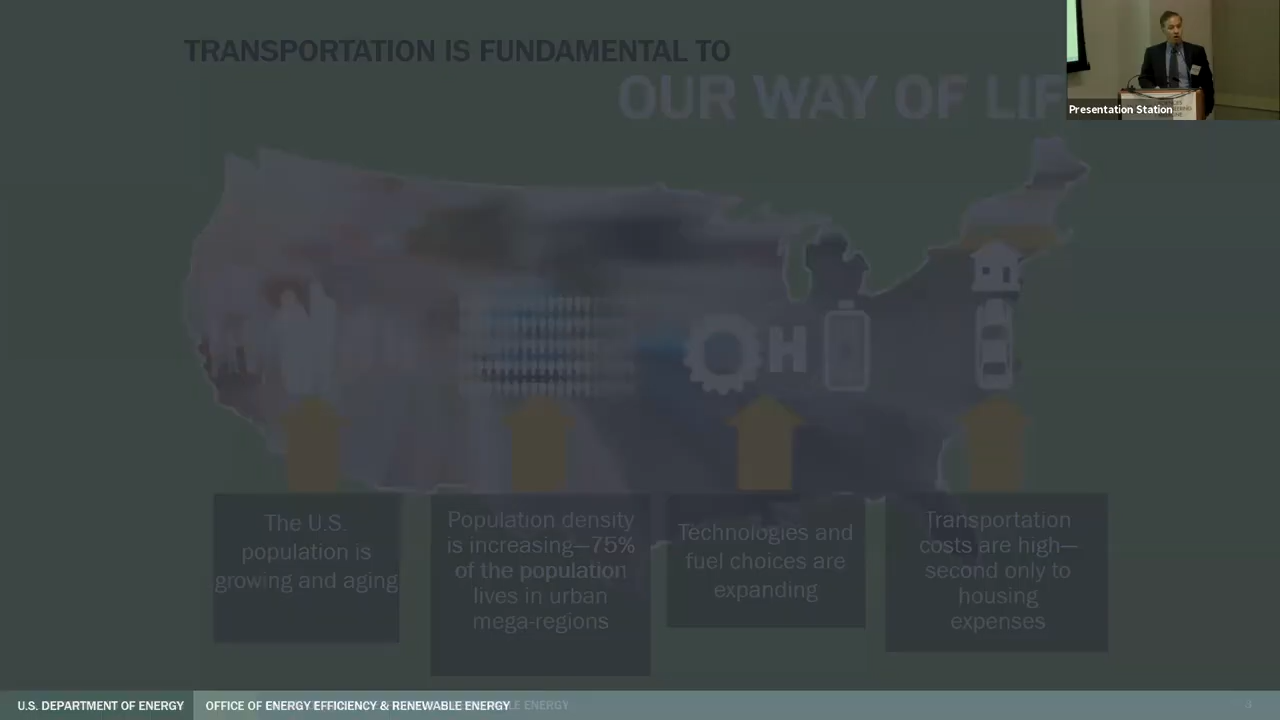 TRANSPORTATION IS FUNDAMENTAL TO
OUR WAY OF LIF
Presentation Station
H
The U.S.
population is
growing and aging
Population density
is increasing—75%
of the population
lives in urban
mega-regions
Technologies and
fuel choices are
expanding
Transportation
costs are high—
second only to
housing
expenses
U.S. DEPARTMENT OF ENERGY
OFFICE OF ENERGY EFFICIENCY & RENEWABLE ENERGY